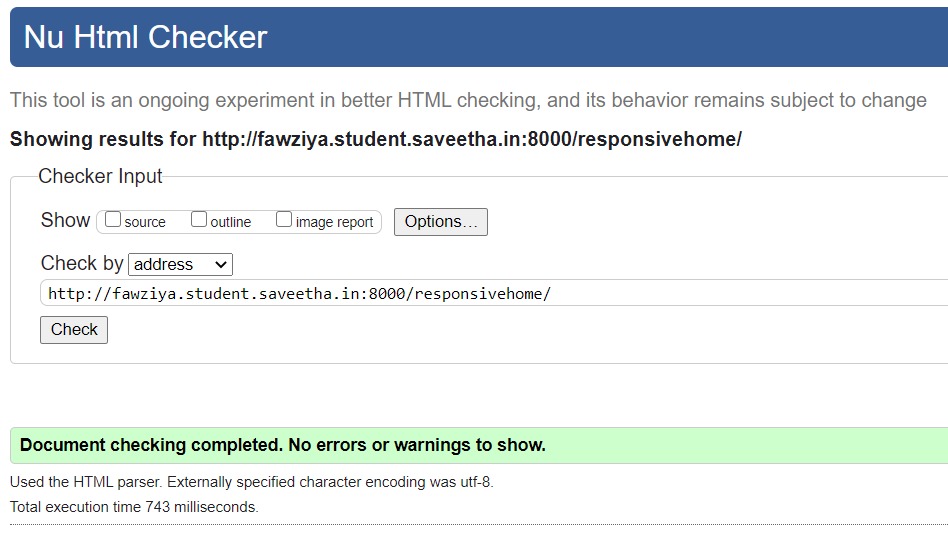 Nu Html Checker
This tool is an ongoing experiment in better HTML checking, and its behavior remains subject to change
Showing results for http://fawziya.student.saveetha.in:8000/responsivehome/
Checker Input
Show source outline image report Options...
Check by address
http://fawziya.student.saveetha.in:8000/responsivehome/
Check
Document checking completed. No errors or warnings to show.
Used the HTML parser. Externally specified character encoding was utf-8.
Total execution time 743 milliseconds.